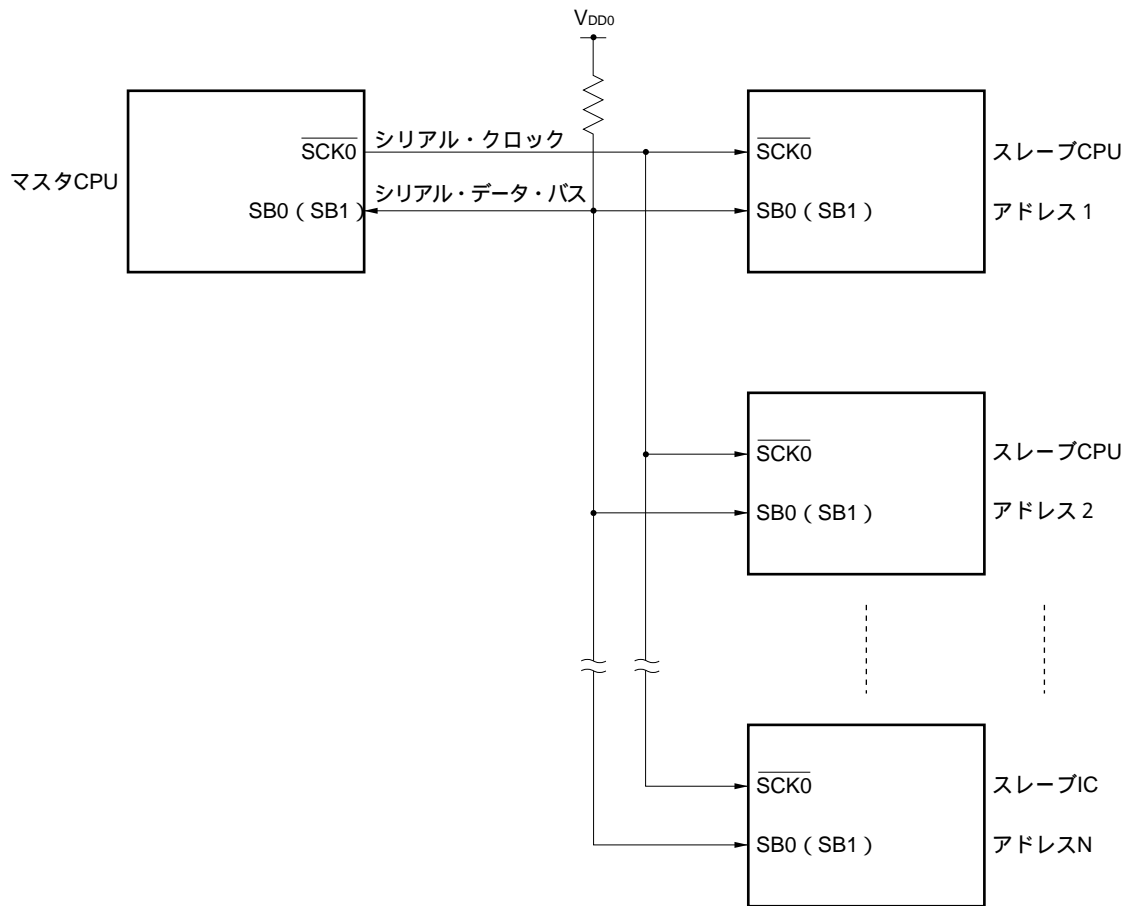 VDD0
マスタCPU
SCK0
シリアル・クロック
SB0（SB1）
シリアル・データ・バス
SCK0
スレーブCPU
SB0（SB1）
アドレス1
SCK0
スレーブCPU
SB0（SB1）
アドレス2
SCK0
スレーブIC
SB0（SB1）
アドレスN